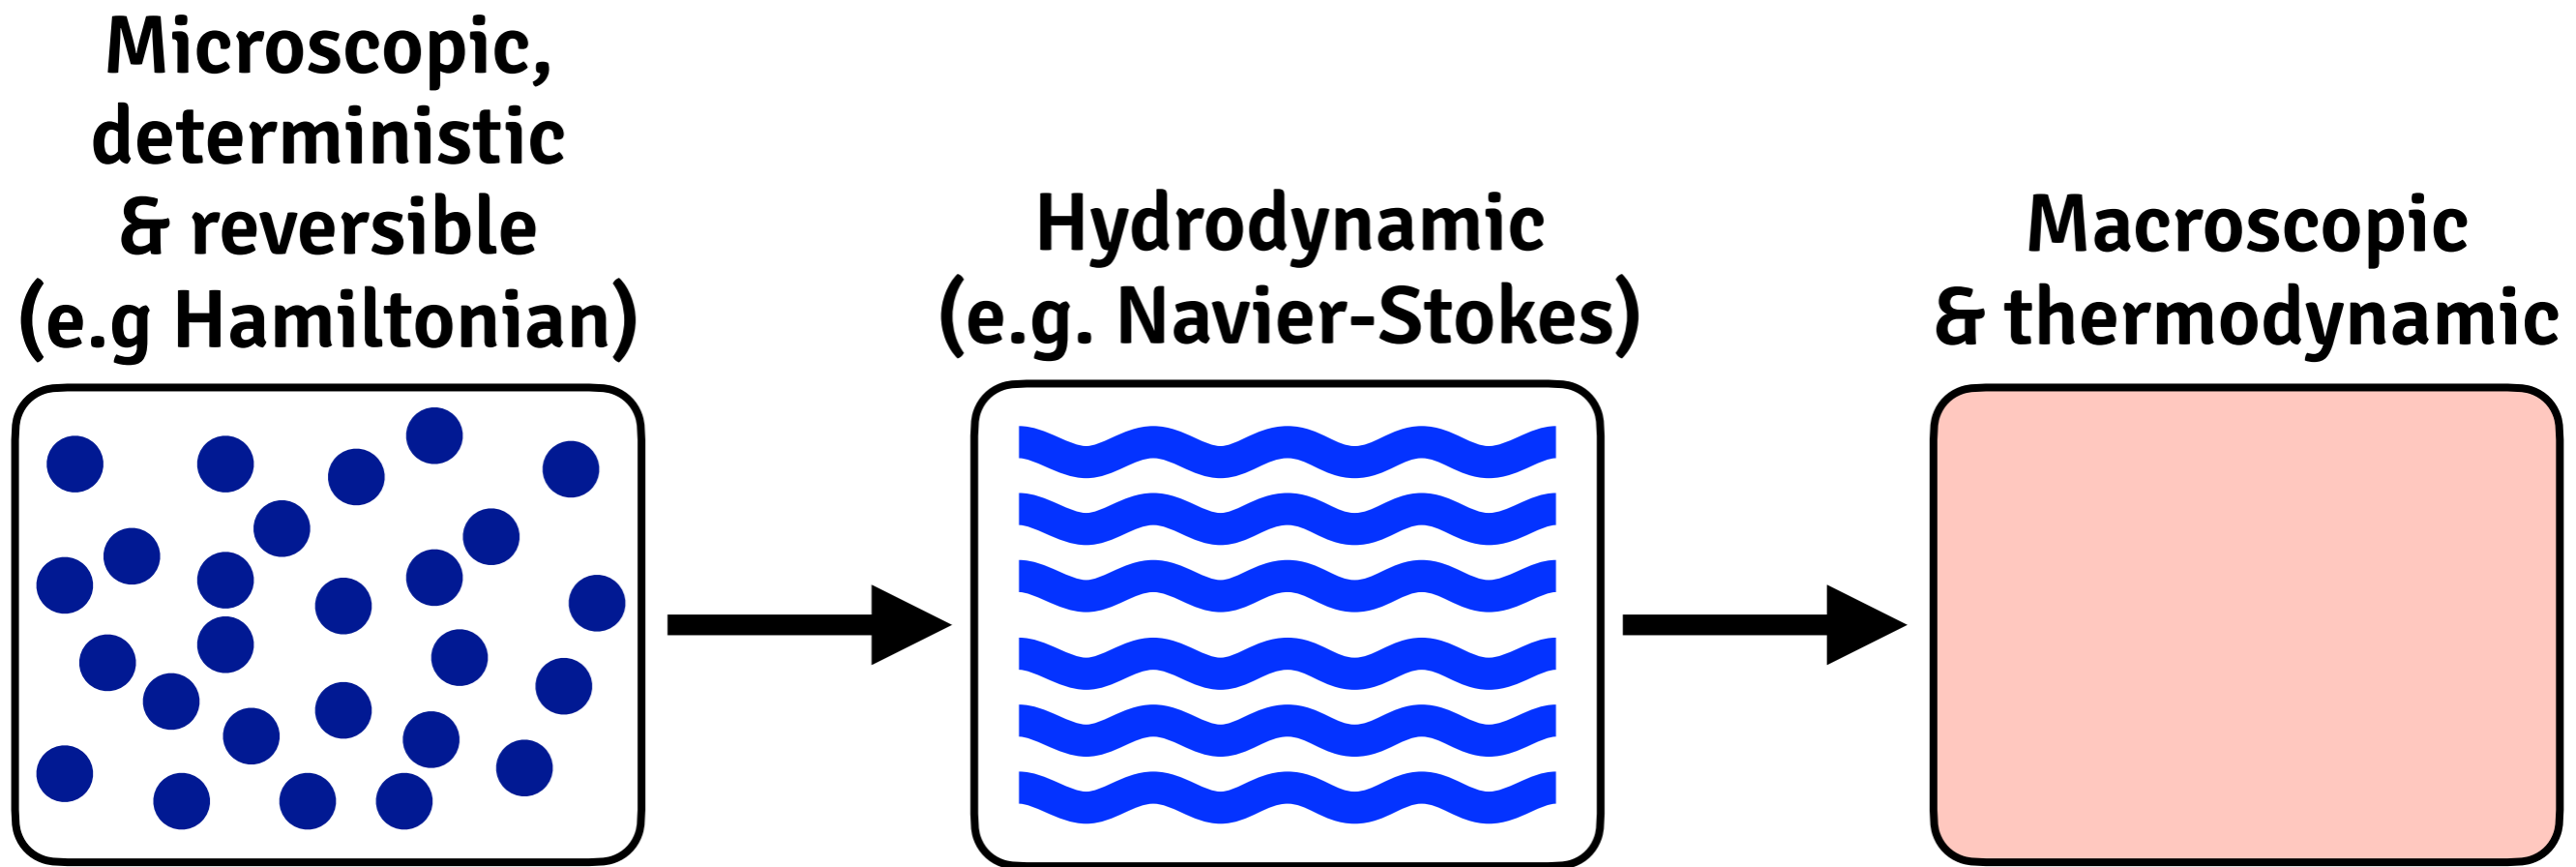 Microscopic,
deterministic
& reversible
(e.g Hamiltonian)
Hydrodynamic
(e.g. Navier-Stokes)
Macroscopic
& thermodynamic